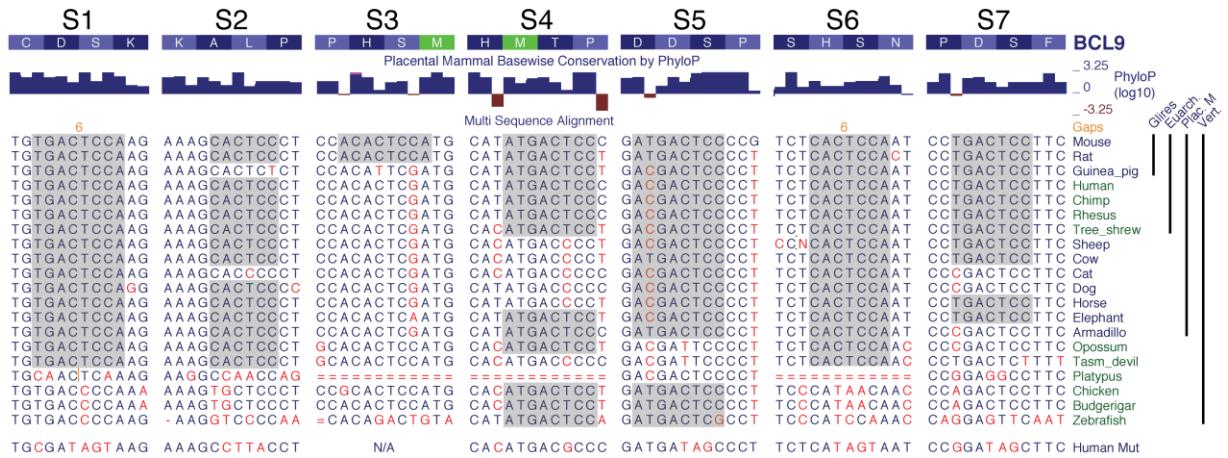 S1 S2 S3 S4 S5 S6 S7
C D S K K A L P P H S M H M T P D D S P S H S N P D S F BCL9
Placental Mammal Basewise Conservation by PhyloP
3.25
0
-3.25
PhyloP (log10)
Multi Sequence Alignment
Glires
Euarch.
Plac. M
Vert.
6 6 Gaps
TGTGACTCCAAG AAAGCACTCCCT CCACACTCCATG CATATGACTCCC GATGACTCCCCG TCTCACTCCAAT CCTGACTCCTTC Mouse
TGTGACTCCAAG AAAGCACTCCCT CCACACTCCATG CATATGACTCCT GATGACTCCCCT TCTCACTCCAAC CCTGACTCCTTC Rat
TGTGACTCCAAG AAAGCACTCTCT CCACATTCGATG CATATGACTCCT GACGACTCCCCT TCTCACTCCAAT CCTGACTCCTTC Guinea_pig
TGTGACTCCAAG AAAGCACTCCCT CCACACTCGATG CATATGACTCCC GACGACTCCCCT TCTCACTCCAAT CCTGACTCCTTC Human
TGTGACTCCAAG AAAGCACTCCCT CCACACTCGATG CATATGACTCCC GACGACTCCCCT TCTCACTCCAAT CCTGACTCCTTC Chimp
TGTGACTCCAAG AAAGCACTCCCT CCACACTCGATG CATATGACTCCC GACGACTCCCCT TCTCACTCCAAT CCTGACTCCTTC Rhesus
TGTGACTCCAAG AAAGCACTCCCT CCACACTCGATG CACATGACTCCT GACGACTCCCCT TCTCACTCCAAT CCTGACTCCTTC Tree_shrew
TGTGACTCCAAG AAAGCACTCCCT CCACACTCGATG CACATGACCCCT GACGACTCCCCT CCNCACTCCAAT CCTGACTCCTTC Sheep
TGTGACTCCAAG AAAGCACTCCCT CCACACTCGATG CACATGACCCCT GATGACTCCCCT TCTCACTCCAAT CCTGACTCCTTC Cow
TGTGACTCCAAG AAAGCACCCCCT CCACACTCGATG CACATGACCCCC GACGACTCCCCT TCTCACTCCAAT CCCGACTCCTTC Cat
TGTGACTCCAGG AAAGCACTCCCC CCACACTCGATG CATATGACCCCC GACGACTCCCCT TCTCACTCCAAT CCCGACTCCTTC Dog
TGTGACTCCAAG AAAGCACTCCCT CCACACTCGATG CATATGACCCCT GACGACTCCCCT TCTCACTCCAAT CCTGACTCCTTC Horse
TGTGACTCCAAG AAAGCACTCCCT CCACACTCAATG CATATGACTCCT GACGACTCCCCT TCTCACTCCAAT CCTGACTCCTTC Elephant
TGTGACTCCAAG AAAGCACTCCCT CCACACTCGATG CATATGACTCCC GATGACTCCCCT TCTCACTCCAAT CCCGACTCCTTC Armadillo
TGTGACTCCAAG AAAGCACTCCCT GCACACTCCATG CACATGACTCCT GACGATTCCCCT TCTCACTCCAAC CCCGACTCCTTC Opossum
TGTGACTCCAAG AAAGCACTCCCT GCACACTCCATG CATATGACCCCC GATGATTCCCCT TCTCACTCCAAC CCTGACTCTTTT Tasm_devil
TGCAACTCAAAG AAGGCCAACCAG ============ ============ GACGACTCCCCT ============ CCGGAGGCCTTC Platypus
TGTGACCCCAAA AAAGTGCTCCCT CCGCACTCCATG CACATGACTCCT GATGACTCCCCT TCCCATAACAAC CCAGACTCCTTC Chicken
TGTGACCCCAAA AAAGTGCTCCCT CCACACTCCATG CACATGACTCCT GATGACTCCCCT TCCCATAACAAC CCAGACTCCTTC Budgerigar
TGTGACCCCAAG -AAGGTCCCCAA =CACAGACTGTA CATATGACTCCA GATGACTCGCCT TCCCATAGTAAC CAGGAGTTCAAT Zebrafish
TGCGATAGTAAG AAAGCCTTACCT N/A CACATGACGCCC GATGATAGCCCT TCTCATAGTAAT CCGGATAGCTTC Human Mut